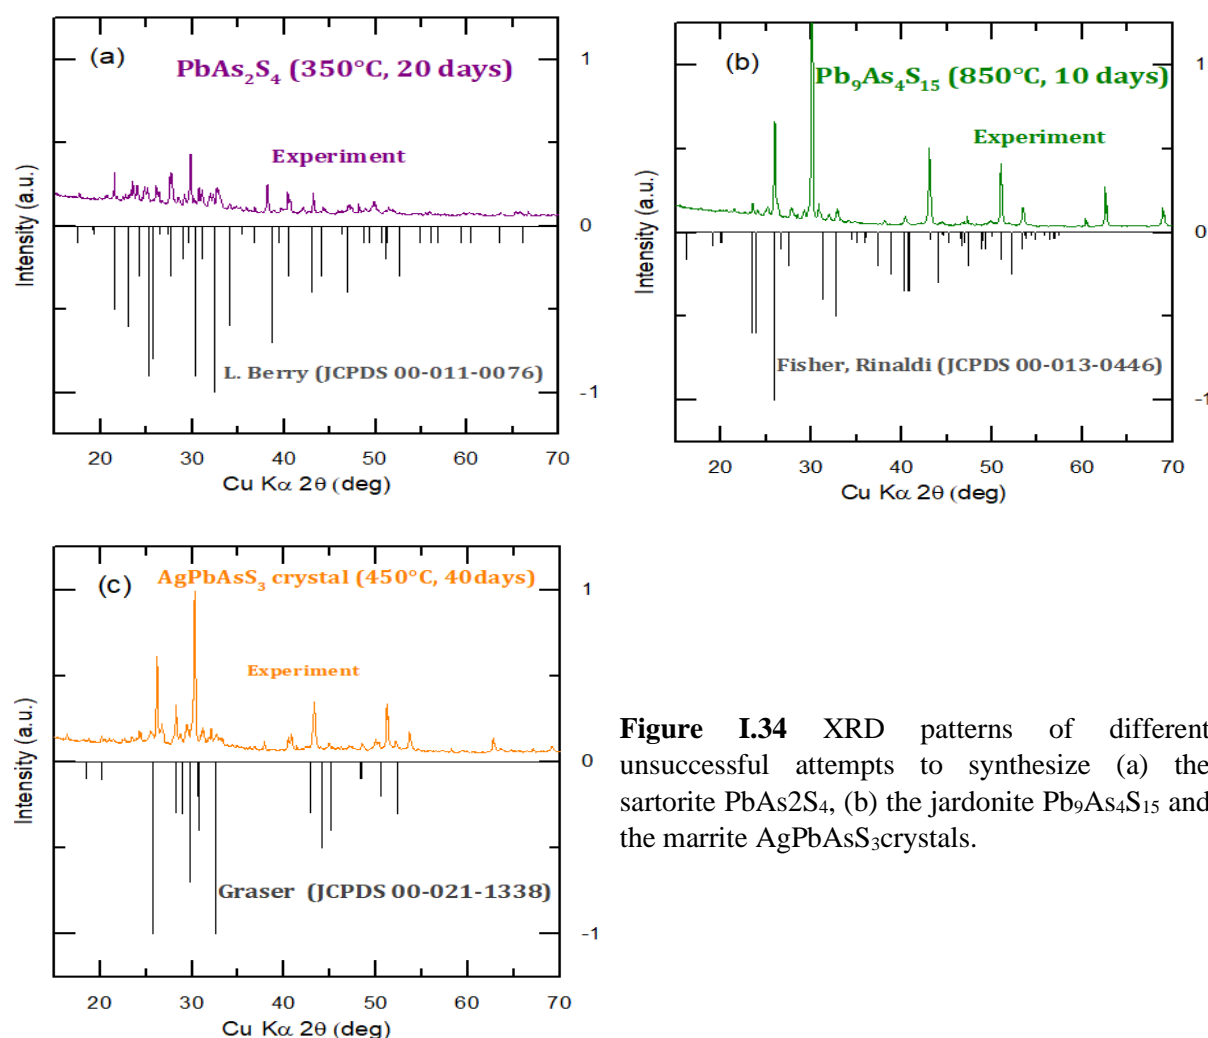 (a)
PbAs₂S₄ (350°C, 20 days)
Experiment
L. Berry (JCPDS 00-011-0076)
Intensity (a.u.)
1
0
-1
20 30 40 50 60 70
Cu Kα 2θ (deg)
(b)
Pb₉As₄S₁₅ (850°C, 10 days)
Experiment
Fisher, Rinaldi (JCPDS 00-013-0446)
Intensity (a.u.)
1
0
-1
20 30 40 50 60 70
Cu Kα 2θ (deg)
(c)
AgPbAsS₃ crystal (450°C, 40days)
Experiment
Graser (JCPDS 00-021-1338)
Intensity (a.u.)
1
0
-1
20 30 40 50 60 70
Cu Kα 2θ (deg)
Figure I.34 XRD patterns of different
unsuccessful attempts to synthesize (a) the
sartorite PbAs2S₄, (b) the jardonite Pb₉As₄S₁₅ and
the marrite AgPbAsS₃crystals.